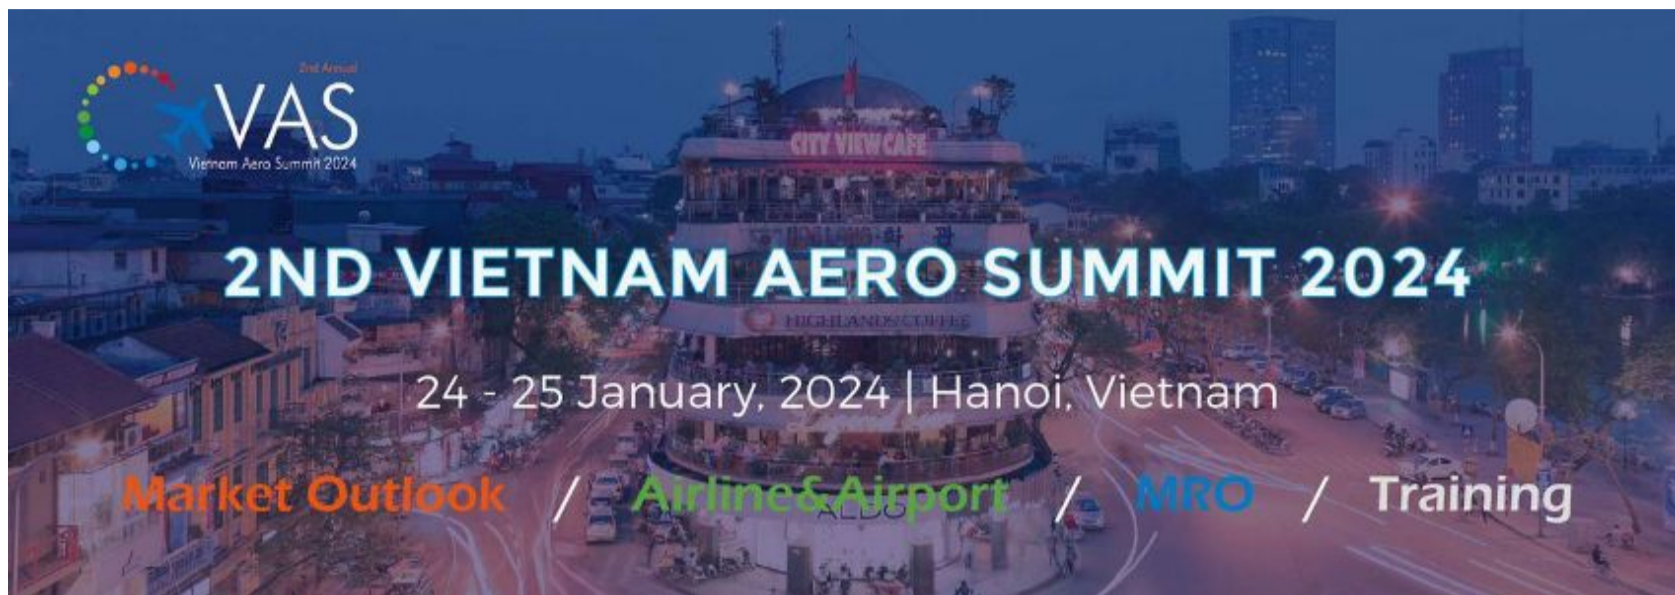 2nd Annual
VAS
Vietnam Aero Summit 2024
CITY VIEW CAFE
2ND VIETNAM AERO SUMMIT 2024
HIGHLANDS COFFEE
24 - 25 January, 2024 | Hanoi, Vietnam
Market Outlook / Airline&Airport / MRO / Training
ALDO